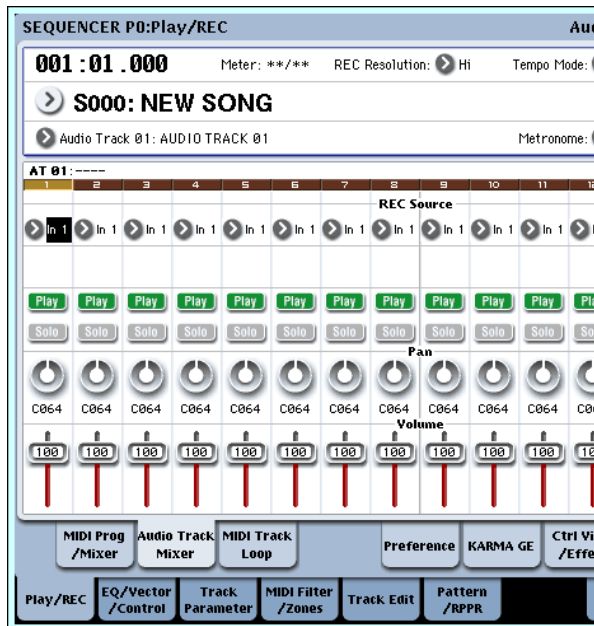 SEQUENCER P0:Play/REC
001:01.000 Meter: **/** REC Resolution: Hi Tempo Mode:
S000: NEW SONG
Audio Track 01: AUDIO TRACK 01 Metronome:
AT 01:----
1 2 3 4 5 6 7 8 9 10 11
REC Source
In 1 In 1 In 1 In 1 In 1 In 1 In 1 In 1 In 1 In 1 In 1
Play Play Play Play Play Play Play Play Play Play Play
Solo Solo Solo Solo Solo Solo Solo Solo Solo Solo Solo
Pan
C064 C064 C064 C064 C064 C064 C064 C064 C064 C064 C064
Volume
100 100 100 100 100 100 100 100 100 100 100
MIDI Prog /Mixer
Audio Track Mixer
MIDI Track Loop
Preference
KARMA GE
Play/REC
EQ/Vector /Control
Track Parameter
MIDI Filter /Zones
Track Edit
Pattern /RPPR